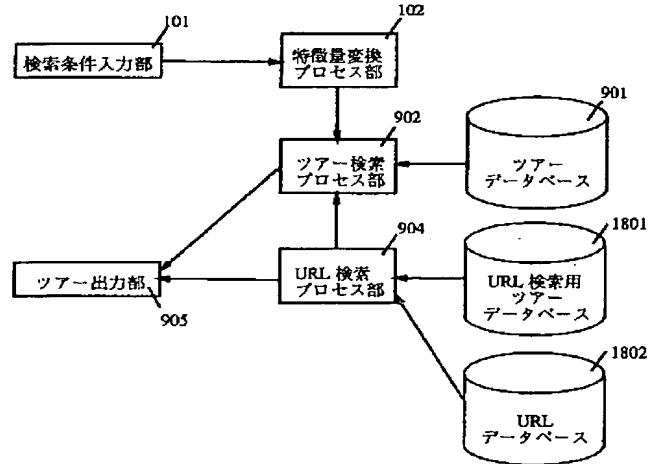 101
検索条件入力部
102
特徴量変換
プロセス部
902
ツアー検索
プロセス部
901
ツアー
データベース
904
URL 検索
プロセス部
1801
URL 検索用
ツアー
データベース
ツアー出力部
905
1802
URL
データベース